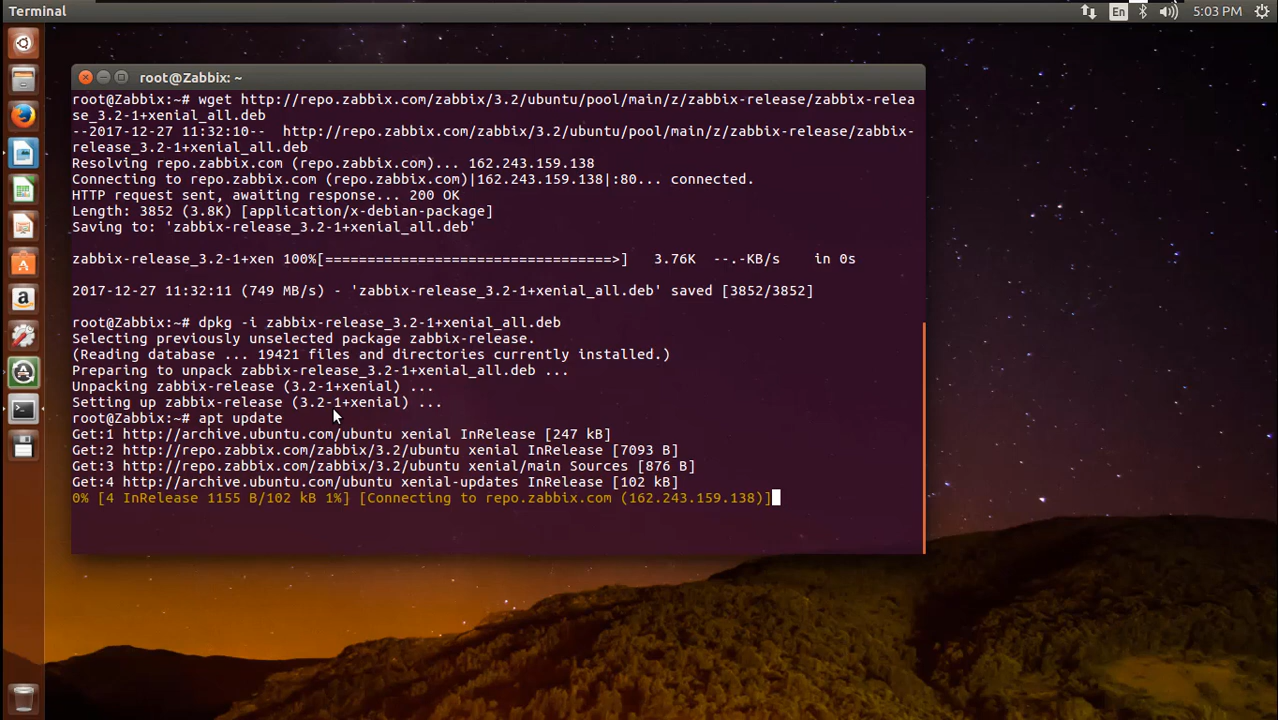 Terminal
En
5:03 PM
root@Zabbix: ~
root@Zabbix:~# wget http://repo.zabbix.com/zabbix/3.2/ubuntu/pool/main/z/zabbix-release/zabbix-relea
se_3.2-1+xenial_all.deb
--2017-12-27 11:32:10--  http://repo.zabbix.com/zabbix/3.2/ubuntu/pool/main/z/zabbix-release/zabbix-
release_3.2-1+xenial_all.deb
Resolving repo.zabbix.com (repo.zabbix.com)... 162.243.159.138
Connecting to repo.zabbix.com (repo.zabbix.com)|162.243.159.138|:80... connected.
HTTP request sent, awaiting response... 200 OK
Length: 3852 (3.8K) [application/x-debian-package]
Saving to: 'zabbix-release_3.2-1+xenial_all.deb'
zabbix-release_3.2-1+xen 100%[==================================>]   3.76K  --.-KB/s    in 0s
2017-12-27 11:32:11 (749 MB/s) - 'zabbix-release_3.2-1+xenial_all.deb' saved [3852/3852]
root@Zabbix:~# dpkg -i zabbix-release_3.2-1+xenial_all.deb
Selecting previously unselected package zabbix-release.
(Reading database ... 19421 files and directories currently installed.)
Preparing to unpack zabbix-release_3.2-1+xenial_all.deb ...
Unpacking zabbix-release (3.2-1+xenial) ...
Setting up zabbix-release (3.2-1+xenial) ...
root@Zabbix:~# apt update
Get:1 http://archive.ubuntu.com/ubuntu xenial InRelease [247 kB]
Get:2 http://repo.zabbix.com/zabbix/3.2/ubuntu xenial InRelease [7093 B]
Get:3 http://repo.zabbix.com/zabbix/3.2/ubuntu xenial/main Sources [876 B]
Get:4 http://archive.ubuntu.com/ubuntu xenial-updates InRelease [102 kB]
0% [4 InRelease 1155 B/102 kB 1%] [Connecting to repo.zabbix.com (162.243.159.138)]